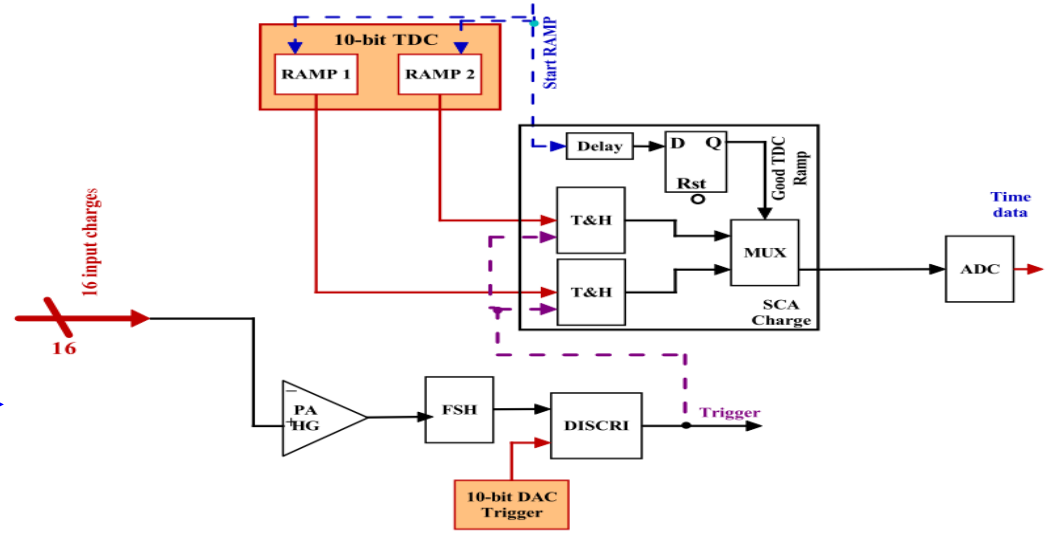 10-bit TDC
RAMP 1
RAMP 2
Start RAMP
Delay
D
Q
Rst
Good TDC
Ramp
T&H
T&H
MUX
SCA
Charge
ADC
Time
data
16 input charges
16
−
PA
+HG
FSH
DISCRI
Trigger
10-bit DAC
Trigger